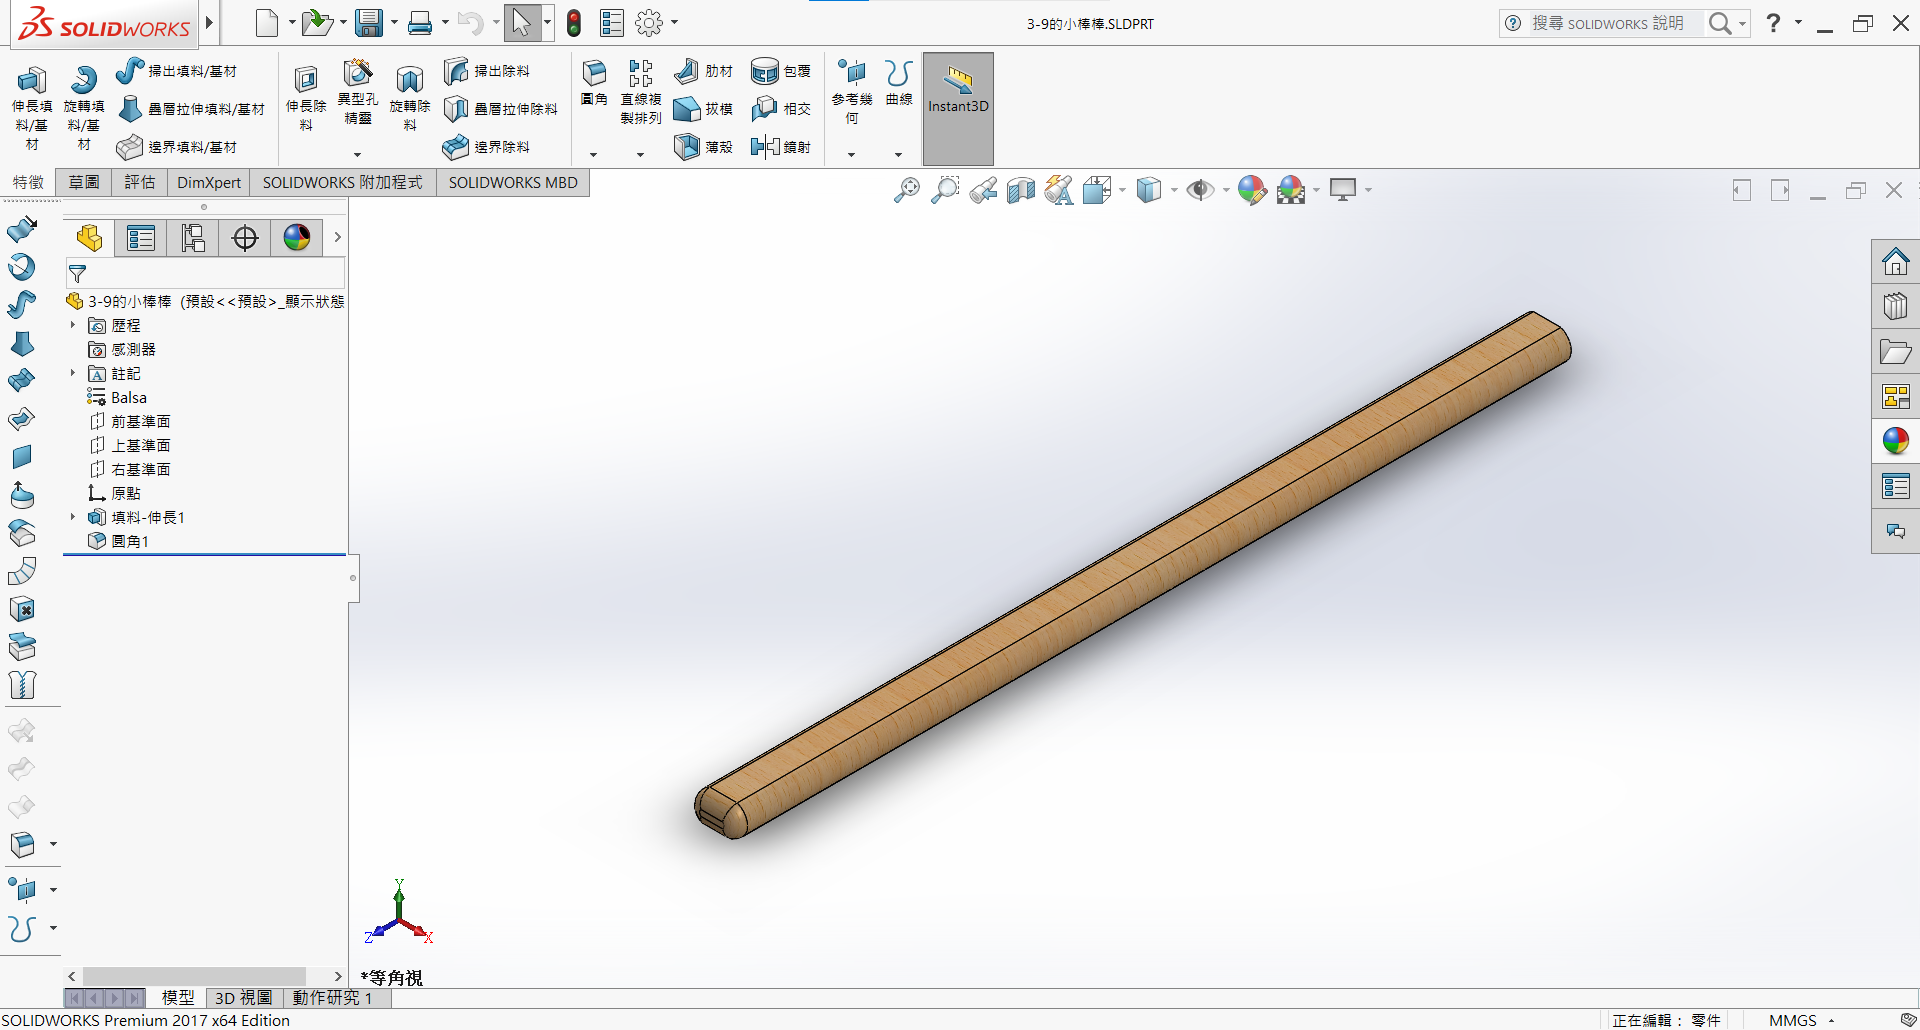 SOLIDWORKS
3-9的小棒棒.SLDPRT
搜尋 SOLIDWORKS 說明
伸長填料/基材
旋轉填料/基材
掃出填料/基材
疊層拉伸填料/基材
邊界填料/基材
伸長除料
異型孔精靈
旋轉除料
掃出除料
疊層拉伸除料
邊界除料
圓角
直線複製排列
肋材
拔模
薄殼
包覆
相交
鏡射
參考幾何
曲線
Instant3D
特徵
草圖
評估
DimXpert
SOLIDWORKS 附加程式
SOLIDWORKS MBD
3-9的小棒棒 (預設<<預設>_顯示狀態
歷程
感測器
註記
Balsa
前基準面
上基準面
右基準面
原點
填料-伸長1
圓角1
Y
Z
X
*等角視
模型
3D 視圖
動作研究 1
SOLIDWORKS Premium 2017 x64 Edition
正在編輯： 零件
MMGS